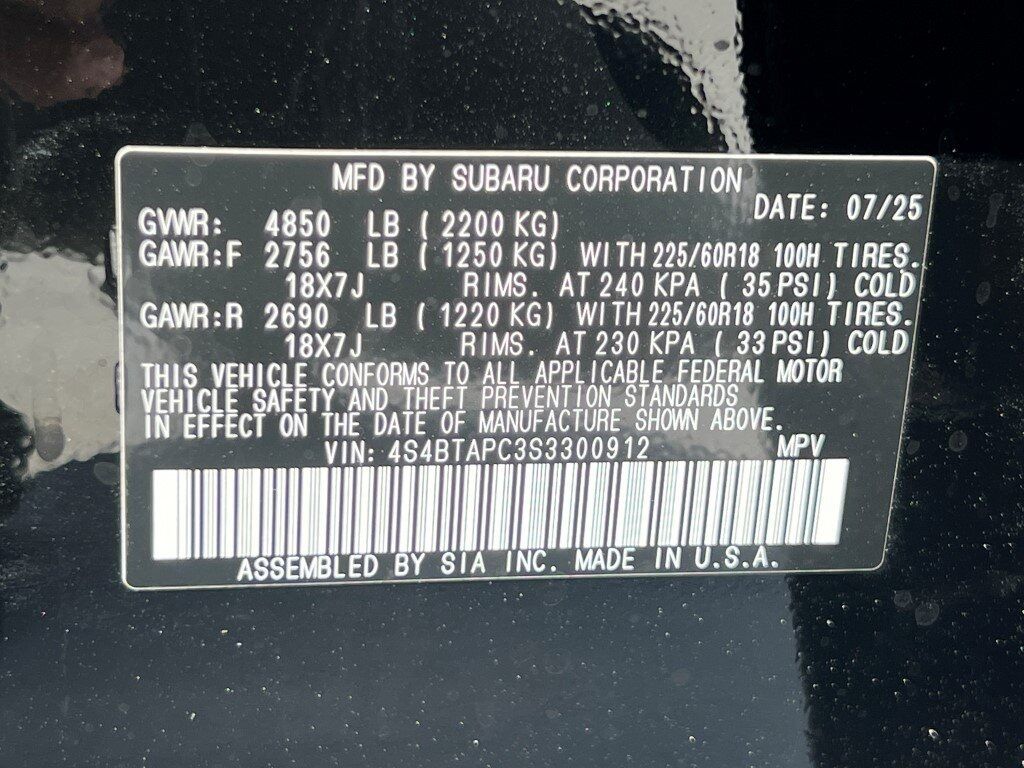 MFD BY SUBARU CORPORATION
DATE: 07/25
GVWR: 4850 LB ( 2200 KG)
GAWR:F 2756 LB ( 1250 KG) WITH 225/60R18 100H TIRES.
18X7J RIMS. AT 240 KPA ( 35 PSI) COLD
GAWR:R 2690 LB ( 1220 KG) WITH 225/60R18 100H TIRES.
18X7J RIMS. AT 230 KPA ( 33 PSI) COLD
THIS VEHICLE CONFORMS TO ALL APPLICABLE FEDERAL MOTOR
VEHICLE SAFETY AND THEFT PREVENTION STANDARDS
IN EFFECT ON THE DATE OF MANUFACTURE SHOWN ABOVE.
VIN: 4S4BTAPC3S3300912 MPV
ASSEMBLED BY SIA INC. MADE IN U.S.A.